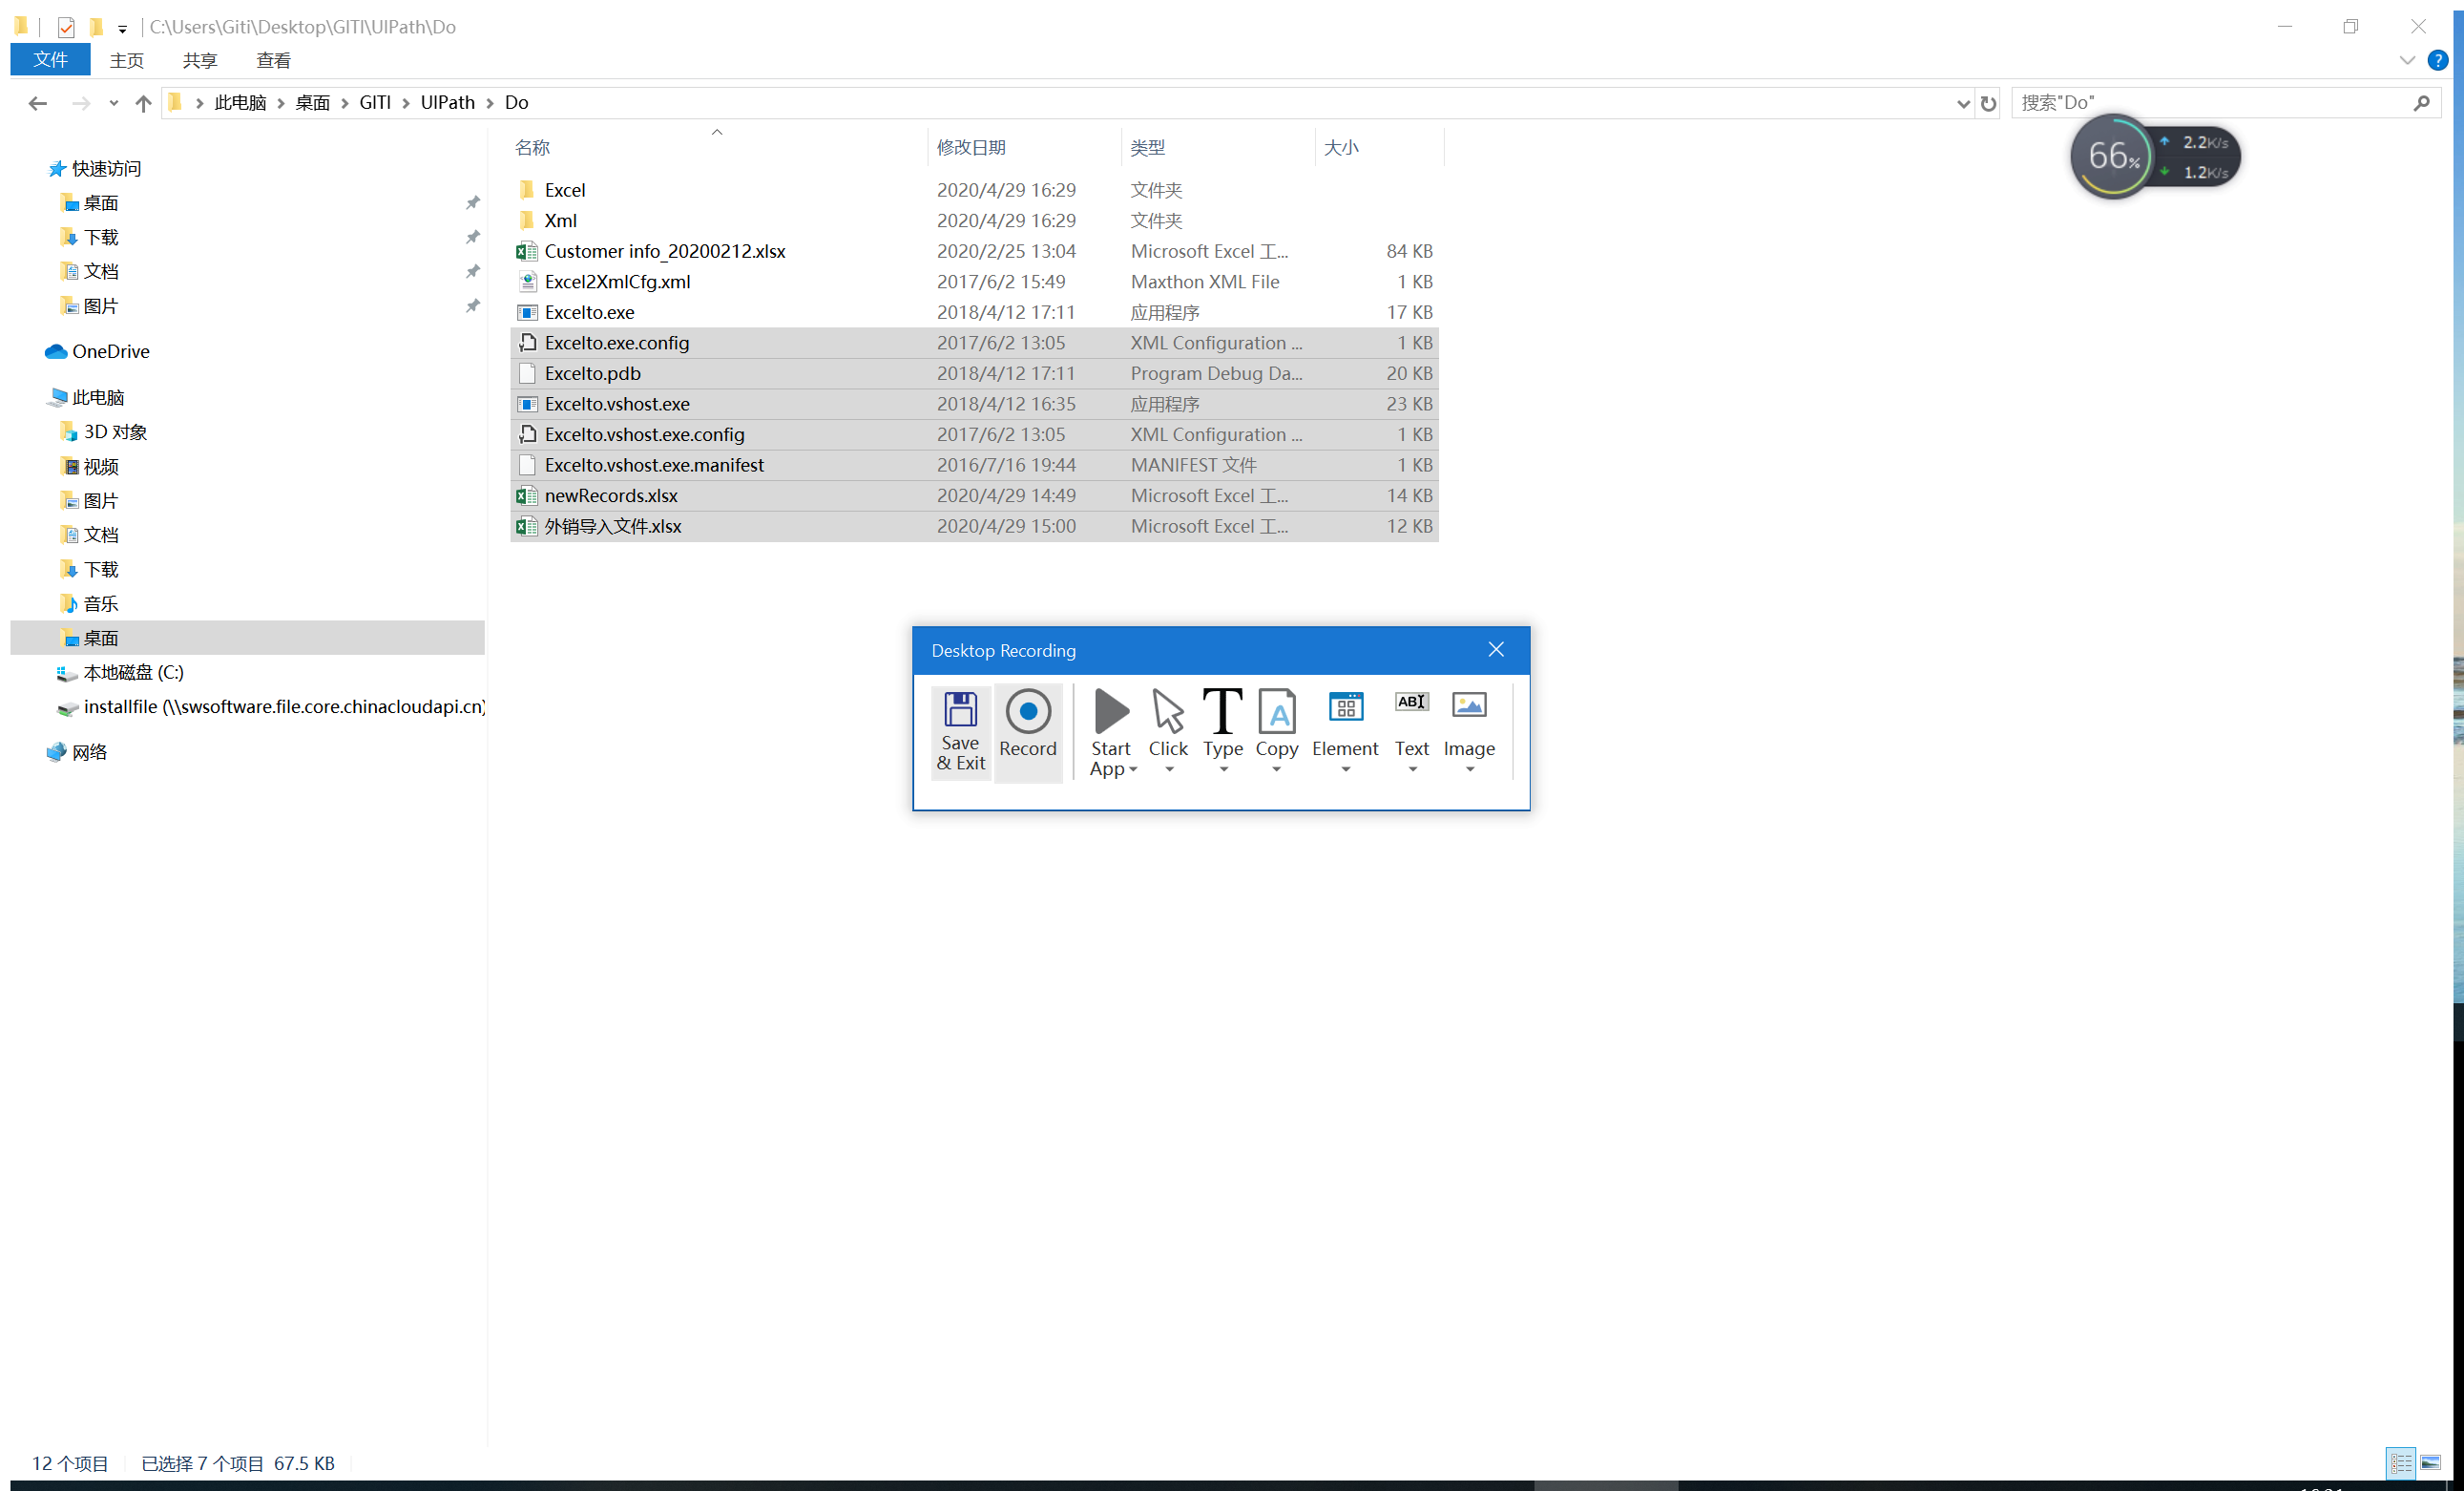 C:\Users\Giti\Desktop\GITI\UIPath\Do
文件 主页 共享 查看
此电脑 桌面 GITI UIPath Do 搜索"Do"
66% 2.2K/s
1.2K/s
名称 修改日期 类型 大小
快速访问
桌面
下载
文档
图片
OneDrive
此电脑
3D 对象
视频
图片
文档
下载
音乐
桌面
本地磁盘 (C:)
installfile (\\swsoftware.file.core.chinacloudapi.cn)
网络
Excel 2020/4/29 16:29 文件夹
Xml 2020/4/29 16:29 文件夹
Customer info_20200212.xlsx 2020/2/25 13:04 Microsoft Excel 工... 84 KB
Excel2XmlCfg.xml 2017/6/2 15:49 Maxthon XML File 1 KB
Excelto.exe 2018/4/12 17:11 应用程序 17 KB
Excelto.exe.config 2017/6/2 13:05 XML Configuration ... 1 KB
Excelto.pdb 2018/4/12 17:11 Program Debug Da... 20 KB
Excelto.vshost.exe 2018/4/12 16:35 应用程序 23 KB
Excelto.vshost.exe.config 2017/6/2 13:05 XML Configuration ... 1 KB
Excelto.vshost.exe.manifest 2016/7/16 19:44 MANIFEST 文件 1 KB
newRecords.xlsx 2020/4/29 14:49 Microsoft Excel 工... 14 KB
外销导入文件.xlsx 2020/4/29 15:00 Microsoft Excel 工... 12 KB
Desktop Recording
Save Record Start Click Type Copy Element Text Image
& Exit App
12 个项目 已选择 7 个项目 67.5 KB